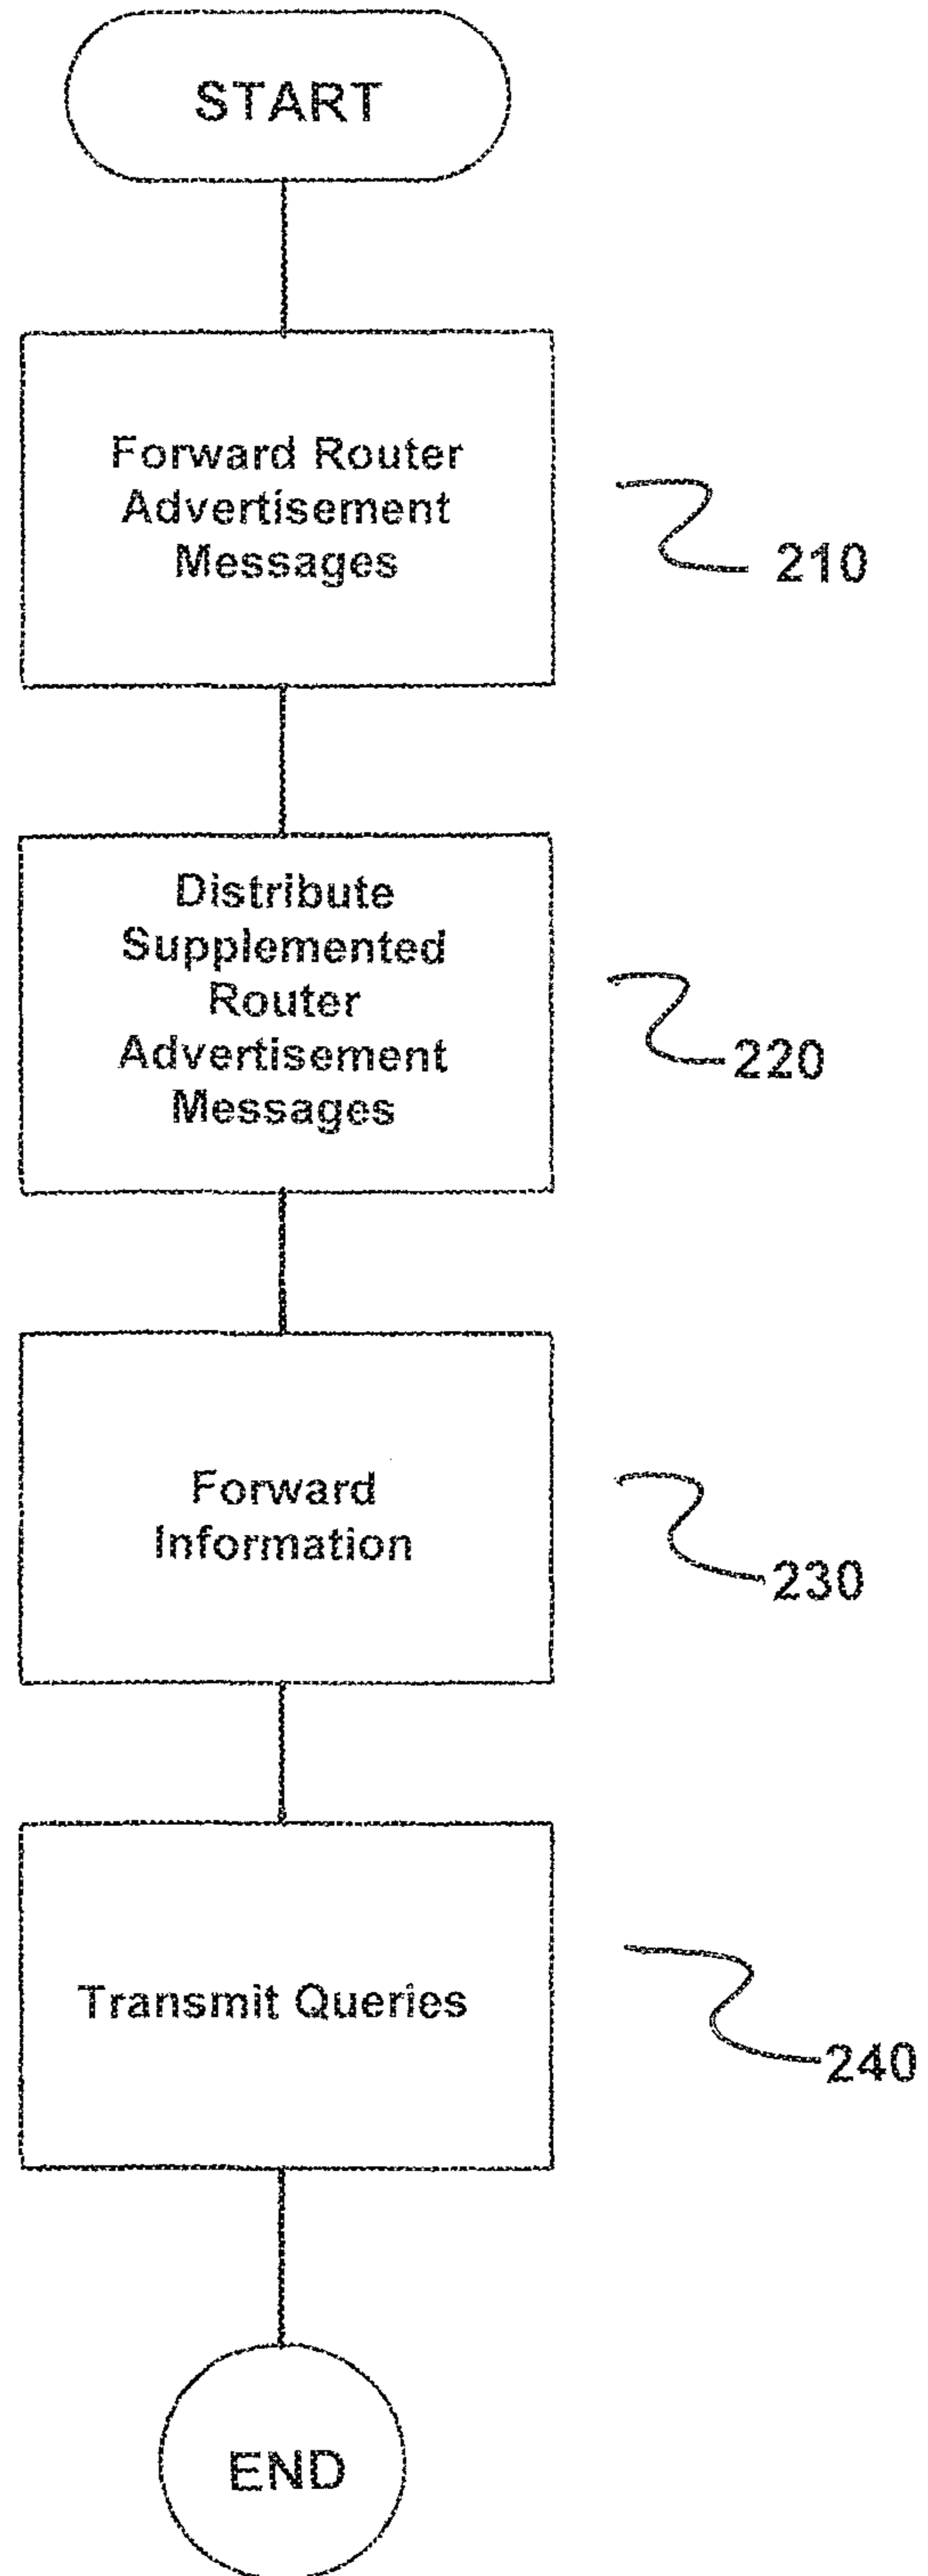 START
Forward Router
Advertisement
Messages
210
Distribute
Supplemented
Router
Advertisement
Messages
220
Forward
Information
230
Transmit Queries
240
END